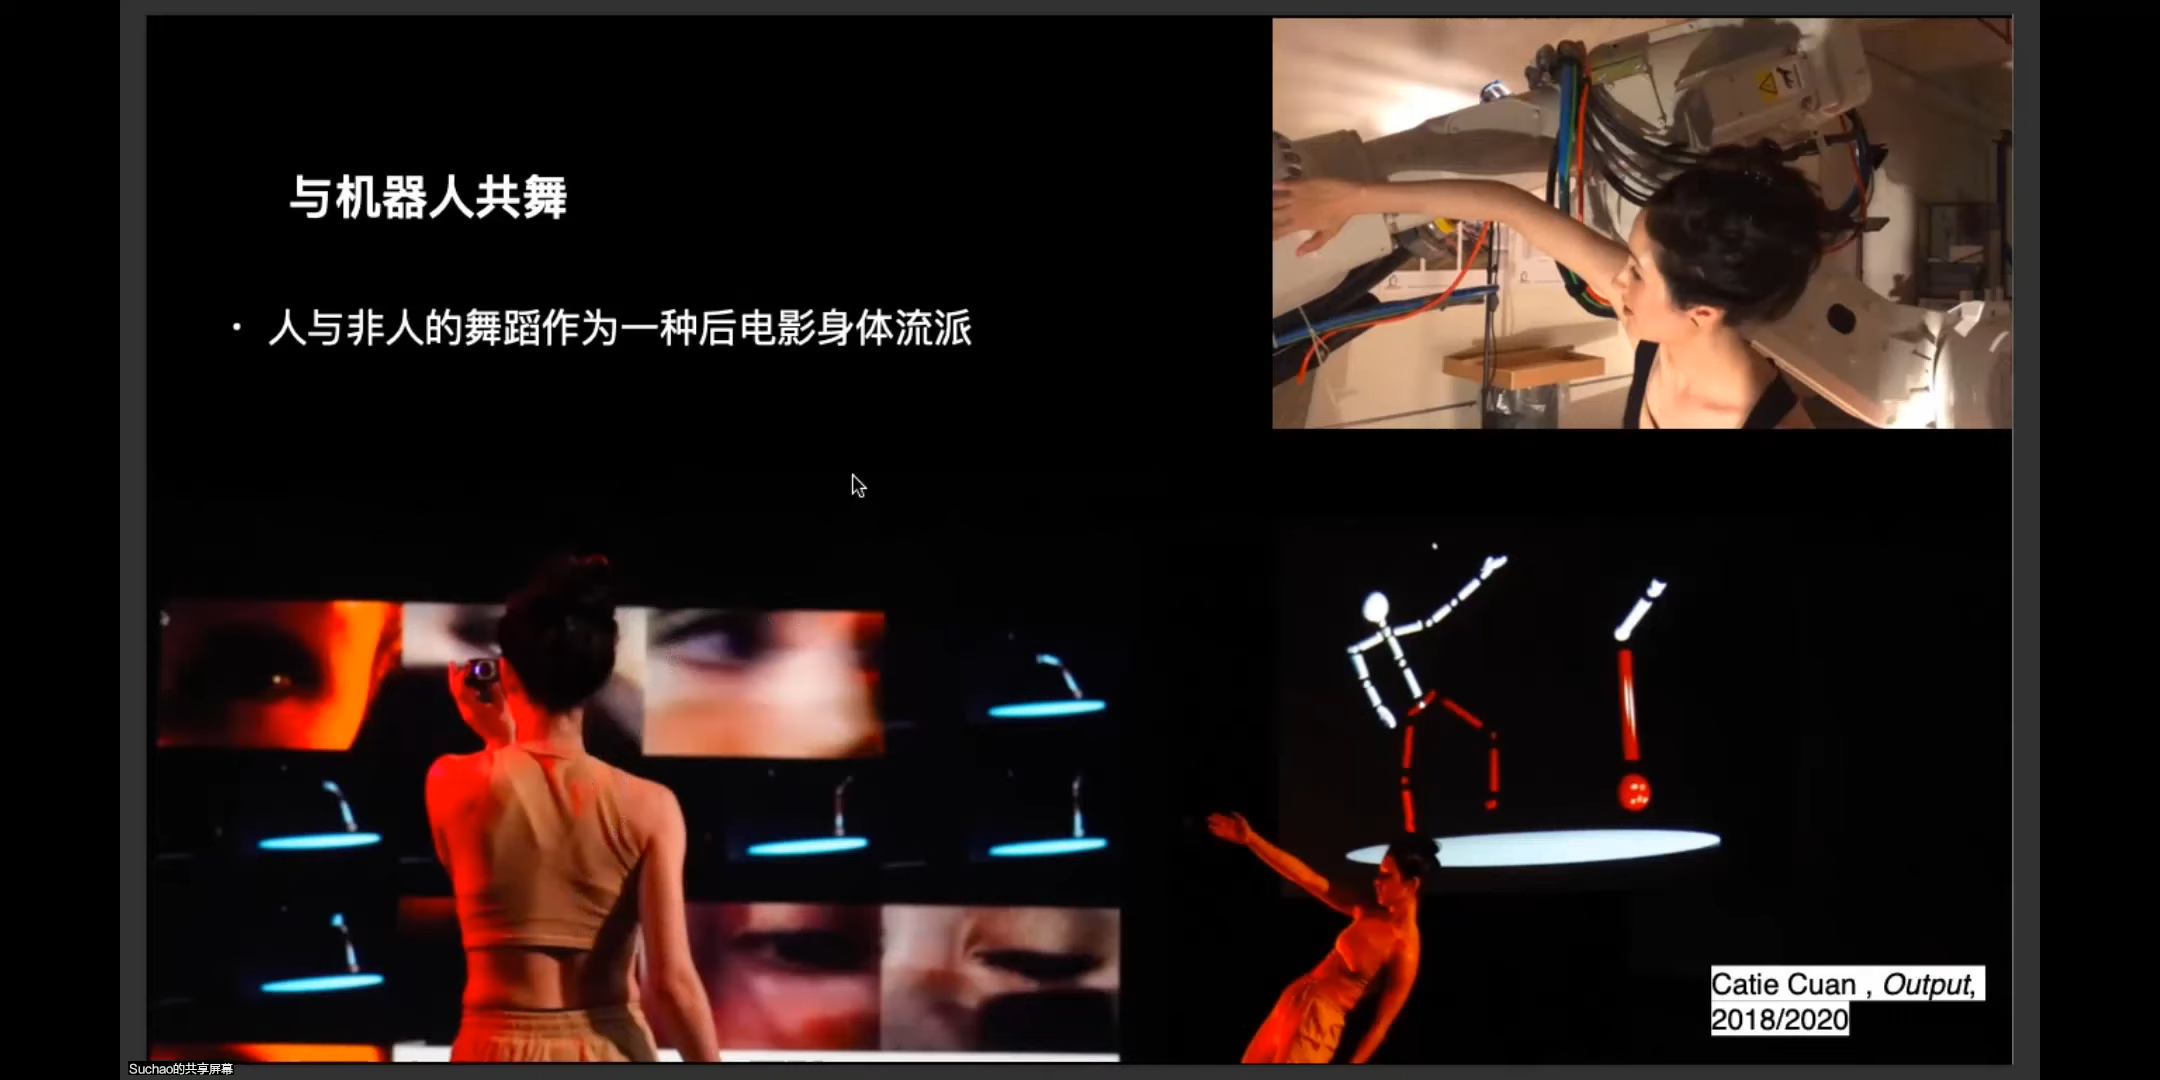 与机器人共舞
• 人与非人的舞蹈作为一种后电影身体流派
Catie Cuan , Output,
2018/2020
Suchao的共享屏幕